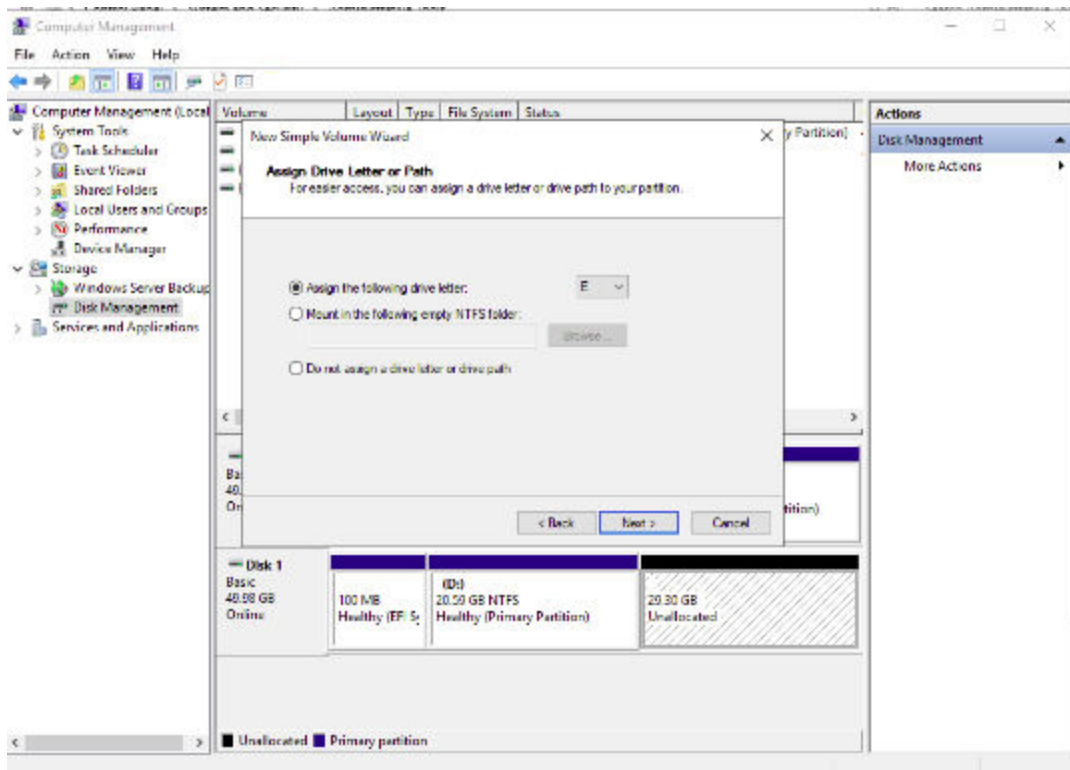 Computer Management
File Action View Help
Computer Management (Local
System Tools
Task Scheduler
Event Viewer
Shared Folders
Local Users and Groups
Performance
Device Manager
Storage
Windows Server Backup
Disk Management
Services and Applications
Volume Layout Type File System Status
y Partition)
New Simple Volume Wizard
Assign Drive Letter or Path
For easier access, you can assign a drive letter or drive path to your partition.
Assign the following drive letter: E
Mount in the following empty NTFS folder:
Browse...
Do not assign a drive letter or drive path
< Back Next > Cancel
Ba
49.
On
tition)
Disk 1
Basic
49.98 GB
Online
100 MB
Healthy (EFI Sy
(D:)
20.59 GB NTFS
Healthy (Primary Partition)
29.30 GB
Unallocated
Unallocated Primary partition
Actions
Disk Management
More Actions